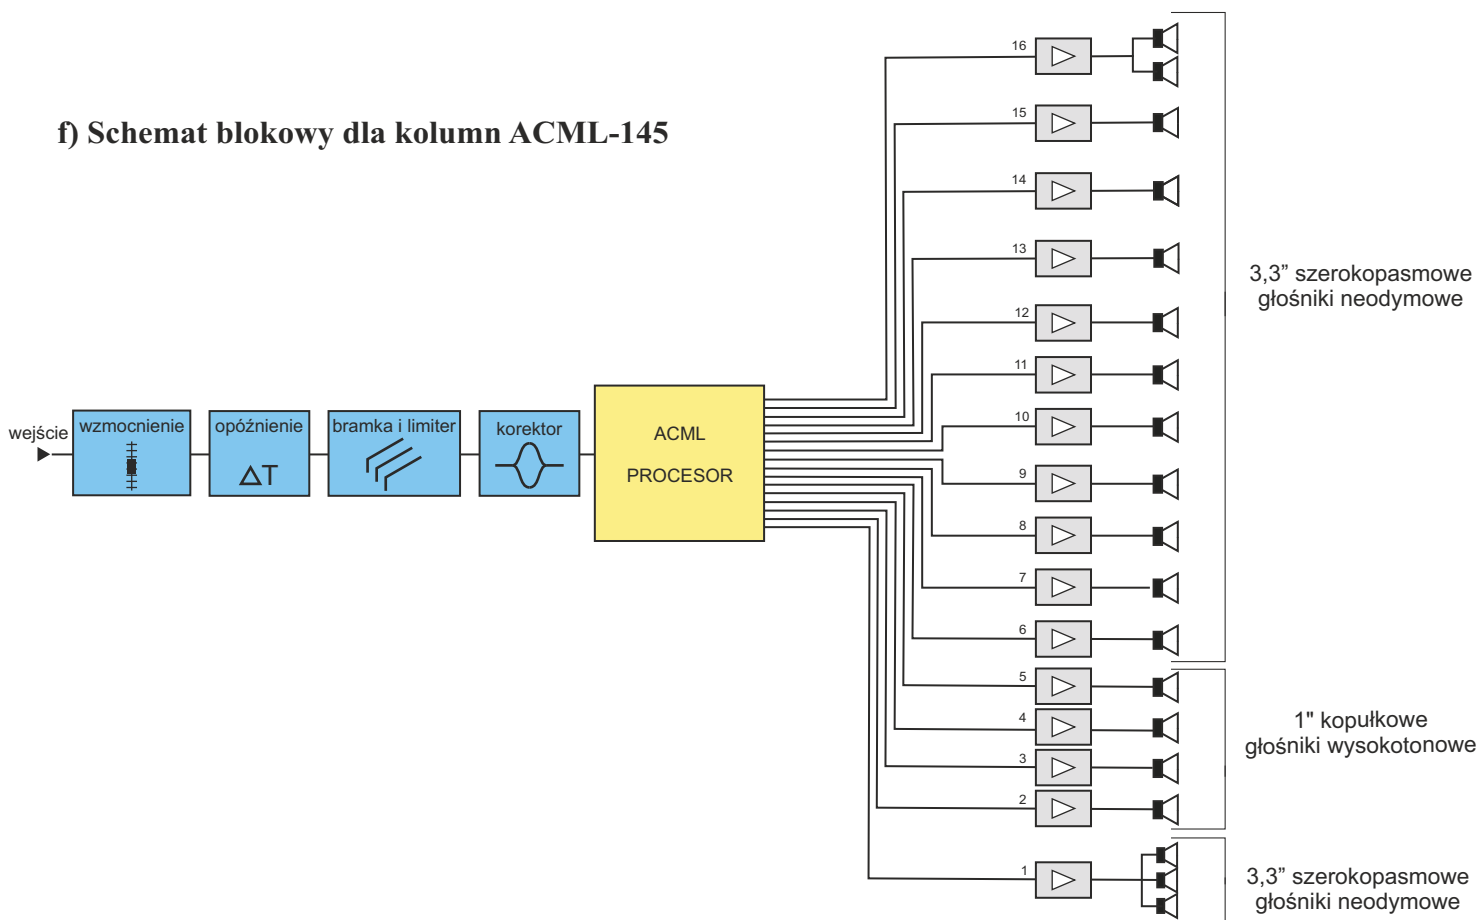 f) Schemat blokowy dla kolumn ACML-145
wejście
wzmocnienie
opóźnienie
ΔT
bramka i limiter
korektor
ACML
PROCESOR
16
15
14
13
12
11
10
9
8
7
6
5
4
3
2
1
3,3” szerokopasmowe
głośniki neodymowe
1" kopułkowe
głośniki wysokotonowe
3,3” szerokopasmowe
głośniki neodymowe